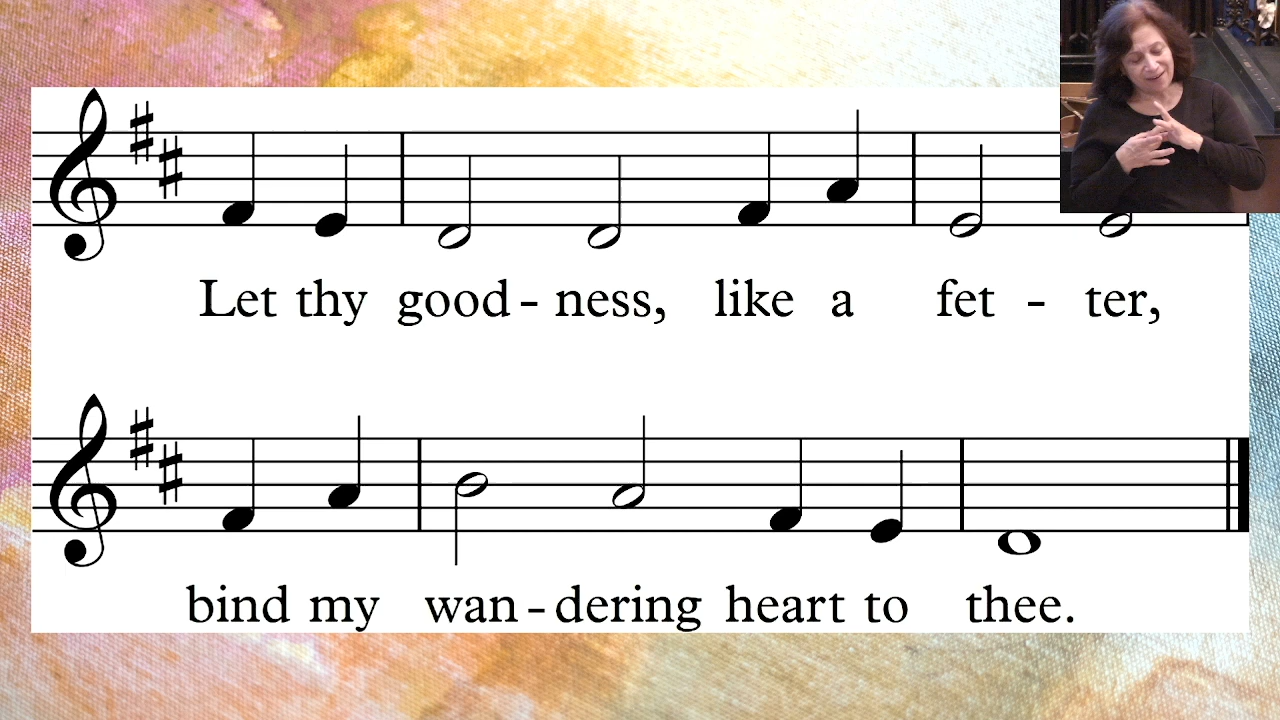 Let thy good - ness, like a fet - ter,
bind my wan - dering heart to thee.